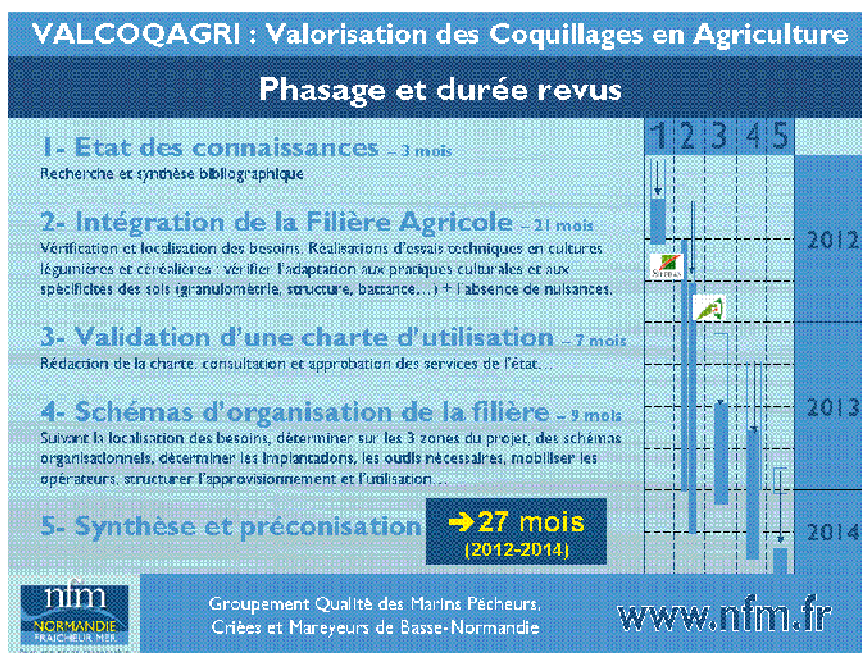 VALCOQAGRI : Valorisation des Coquillages en Agriculture
Phasage et durée revus
1- Etat des connaissances – 3 mois
Recherche et synthèse bibliographique
2- Intégration de la Filière Agricole – 21 mois
Vérification et localisation des besoins. Réalisations d'essais techniques en cultures
légumières et céréalières : vérifier l'adaptation aux pratiques culturales et aux
spécificités des sols (granulométrie, structure, battance…) + l'absence de nuisances.
3- Validation d'une charte d'utilisation – 7 mois
Rédaction de la charte, consultation et approbation des services de l'état…
4- Schémas d'organisation de la filière – 9 mois
Suivant la localisation des besoins, déterminer sur les 3 zones du projet, des schémas
organisationnels, déterminer les implantations, les outils nécessaires, mobiliser les
opérateurs, structurer l'approvisionnement et l'utilisation…
5- Synthèse et préconisation
➔27 mois
(2012-2014)
1 2 3 4 5
2012
2013
2014
nfm
NORMANDIE
FRAICHEUR MER
Groupement Qualité des Marins Pêcheurs,
Criées et Mareyeurs de Basse-Normandie
www.nfm.fr